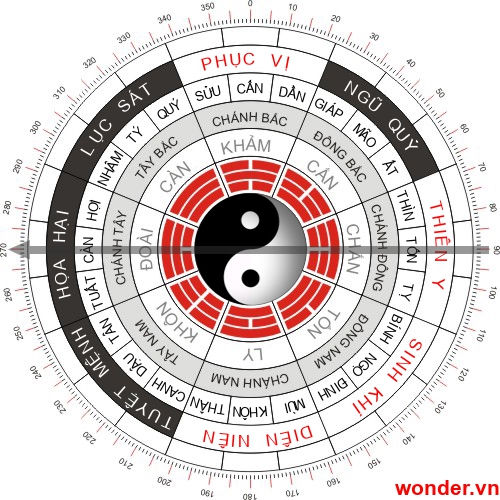 0
10
20
30
40
50
60
70
80
90
100
110
120
130
140
150
160
170
180
190
200
210
220
230
240
250
260
270
280
290
300
310
320
330
340
350
PHỤC VỊ
NGŨ QUỶ
THIÊN Y
SINH KHÍ
DIÊN NIÊN
TUYỆT MỆNH
HỌA HẠI
LỤC SÁT
SỬU
CẤN
DẦN
GIÁP
MÃO
ẤT
THÌN
TỐN
TỴ
BÍNH
NGỌ
ĐINH
MÙI
KHÔN
THÂN
CANH
DẬU
TÂN
TUẤT
CÀN
HỢI
NHÂM
TÝ
QUÝ
CHÁNH BẮC
ĐÔNG BẮC
CHÁNH ĐÔNG
ĐÔNG NAM
CHÁNH NAM
TÂY NAM
CHÁNH TÂY
TÂY BẮC
KHẢM
CẤN
CHẤN
TỐN
LY
KHÔN
ĐOÀI
CÀN
wonder.vn